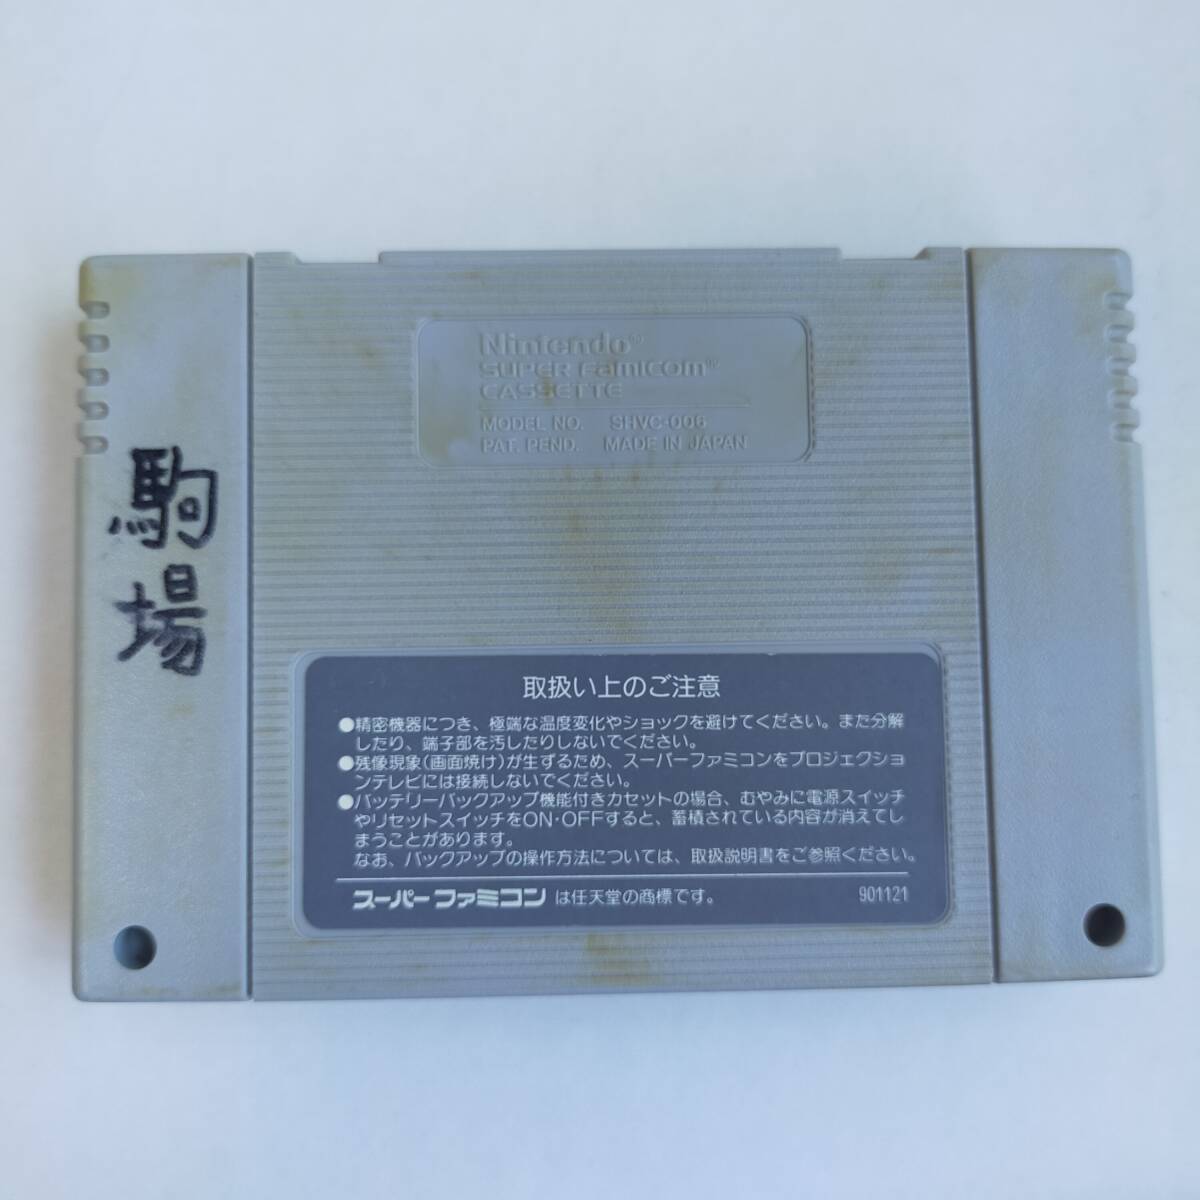 Nintendo®
SUPER FAMICOM®
CASSETTE
MODEL NO. SHVC-006
PAT. PEND. MADE IN JAPAN
駒場
取扱い上のご注意
●精密機器につき、極端な温度変化やショックを避けてください。また分解
したり、端子部を汚したりしないでください。
●残像現象(画面焼け)が生ずるため、スーパーファミコンをプロジェクショ
ンテレビには接続しないでください。
●バッテリーバックアップ機能付きカセットの場合、むやみに電源スイッチ
やリセットスイッチをON・OFFすると、蓄積されている内容が消えてし
まうことがあります。
なお、バックアップの操作方法については、取扱説明書をご参照ください。
スーパーファミコン は任天堂の商標です。 901121